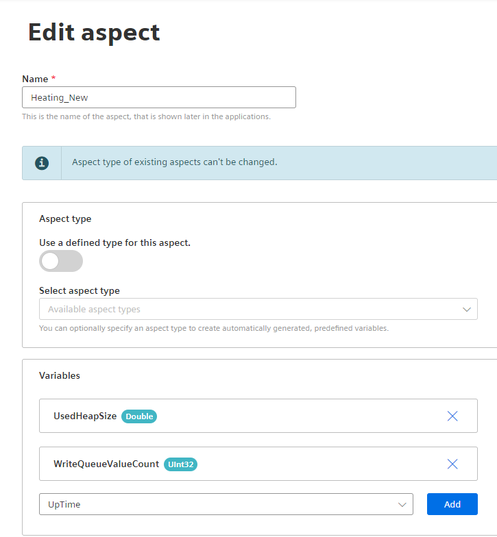 Edit aspect
Name *
Heating_New
This is the name of the aspect, that is shown later in the applications.
Aspect type of existing aspects can't be changed.
Aspect type
Use a defined type for this aspect.
Select aspect type
Available aspect types
You can optionally specify an aspect type to create automatically generated, predefined variables.
Variables
UsedHeapSize Double
WriteQueueValueCount UInt32
UpTime Add